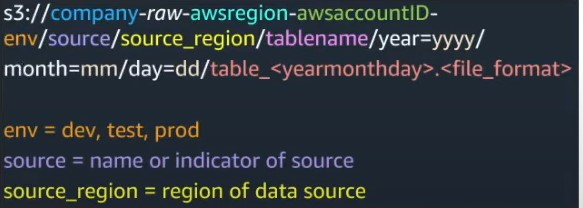 s3://company-raw-awsregion-awsaccountID-
env/source/source_region/tablename/year=yyyy/
month=mm/day=dd/table_<yearmonthday>.<file_format>
env = dev, test, prod
source = name or indicator of source
source_region = region of data source